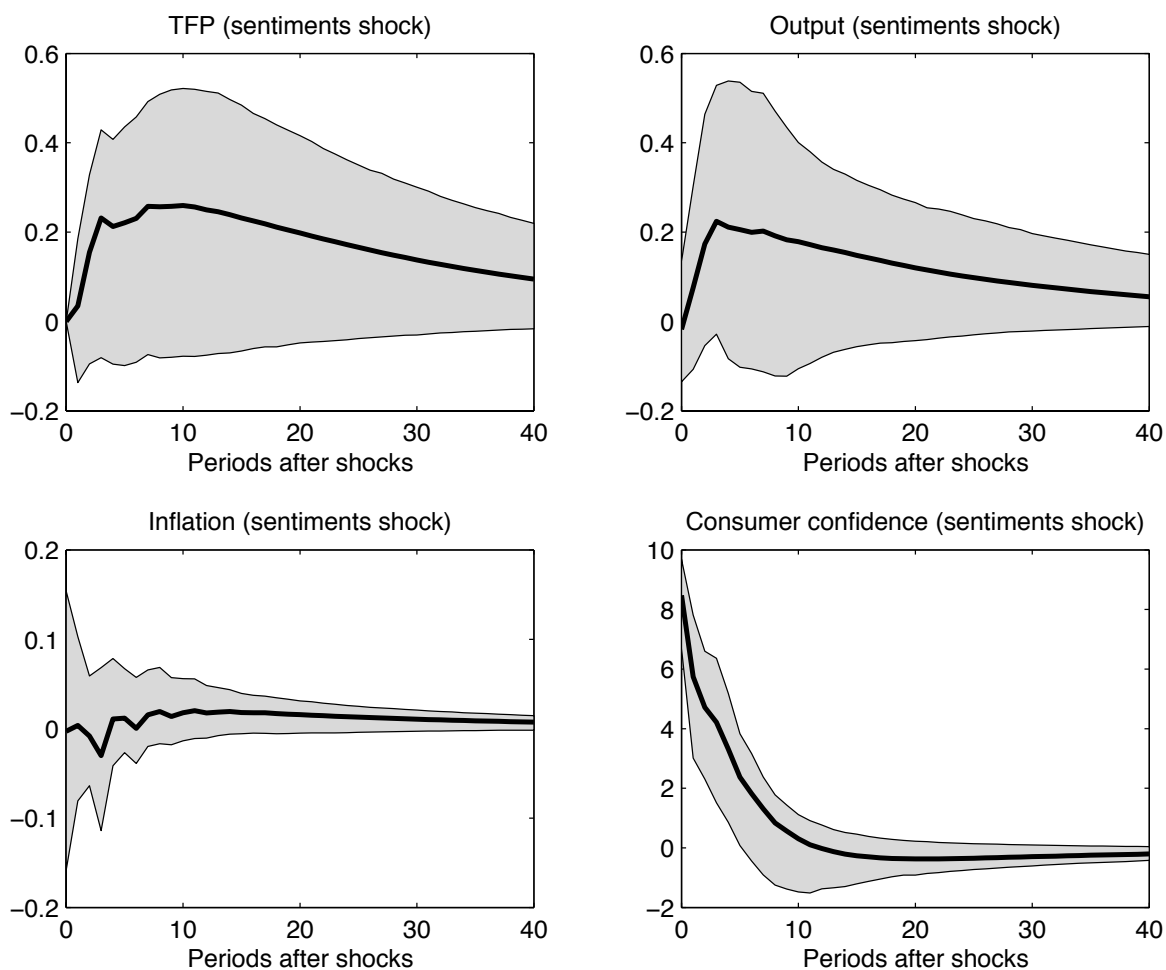 TFP (sentiments shock)
0.6
0.4
0.2
0
−0.2
0 10 20 30 40
Periods after shocks
Output (sentiments shock)
0.6
0.4
0.2
0
−0.2
0 10 20 30 40
Periods after shocks
Inflation (sentiments shock)
0.2
0.1
0
−0.1
−0.2
0 10 20 30 40
Periods after shocks
Consumer confidence (sentiments shock)
10
8
6
4
2
0
−2
0 10 20 30 40
Periods after shocks